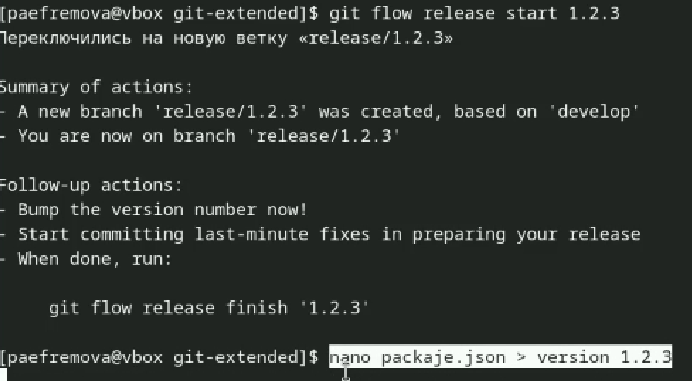 [paefremova@vbox git-extended]$ git flow release start 1.2.3
Переключились на новую ветку «release/1.2.3»
Summary of actions:
- A new branch 'release/1.2.3' was created, based on 'develop'
- You are now on branch 'release/1.2.3'
Follow-up actions:
- Bump the version number now!
- Start committing last-minute fixes in preparing your release
- When done, run:
git flow release finish '1.2.3'
[paefremova@vbox git-extended]$ nano packaje.json > version 1.2.3